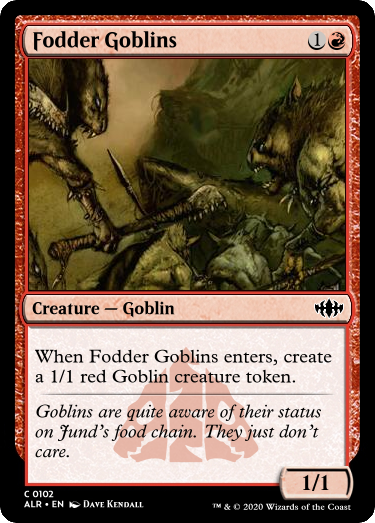 Fodder Goblins 1
Creature — Goblin
When Fodder Goblins enters, create
a 1/1 red Goblin creature token.
Goblins are quite aware of their status
on Jund's food chain. They just don't
care.
1/1
C 0102
ALR • EN Dave Kendall
™ & © 2020 Wizards of the Coast